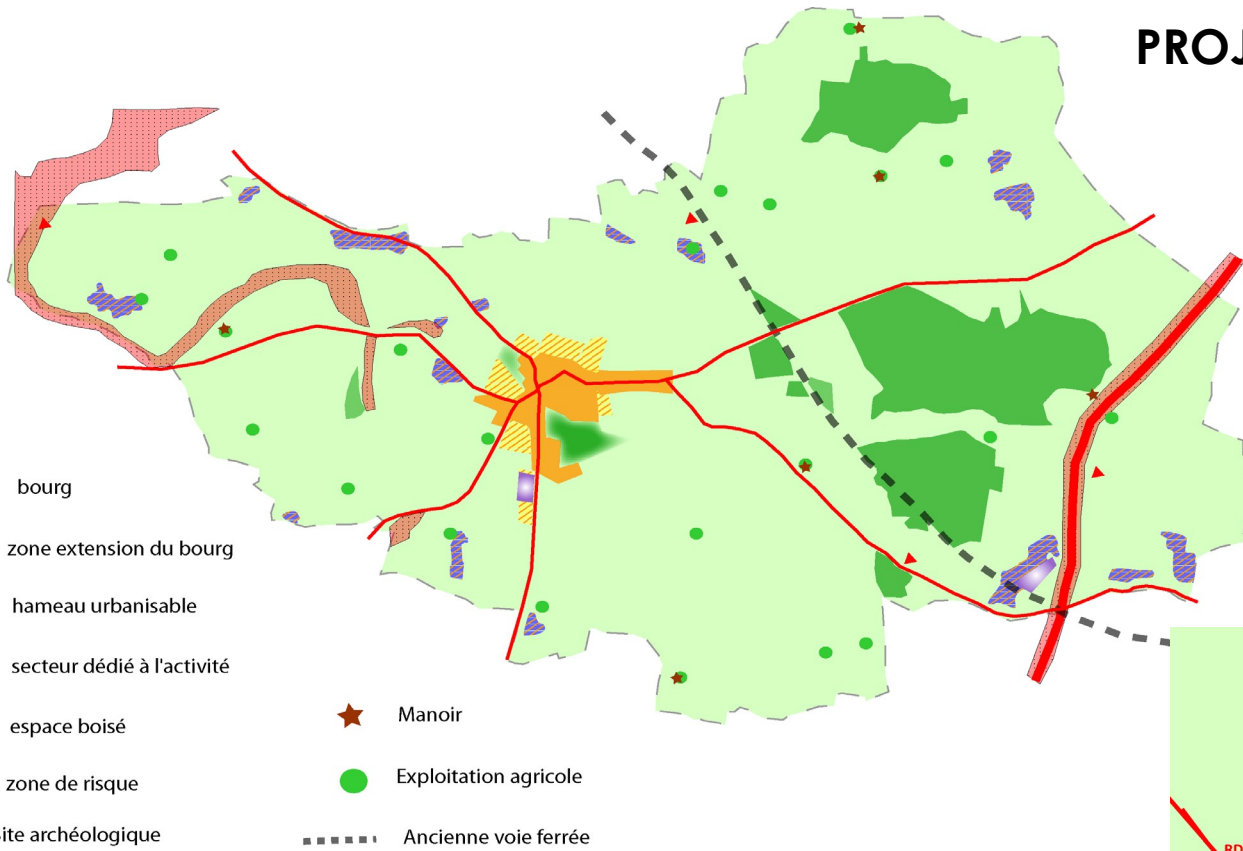 PROJ
bourg
zone extension du bourg
hameau urbanisable
secteur dédié à l'activité
espace boisé
zone de risque
ite archéologique
Manoir
Exploitation agricole
Ancienne voie ferrée
RD